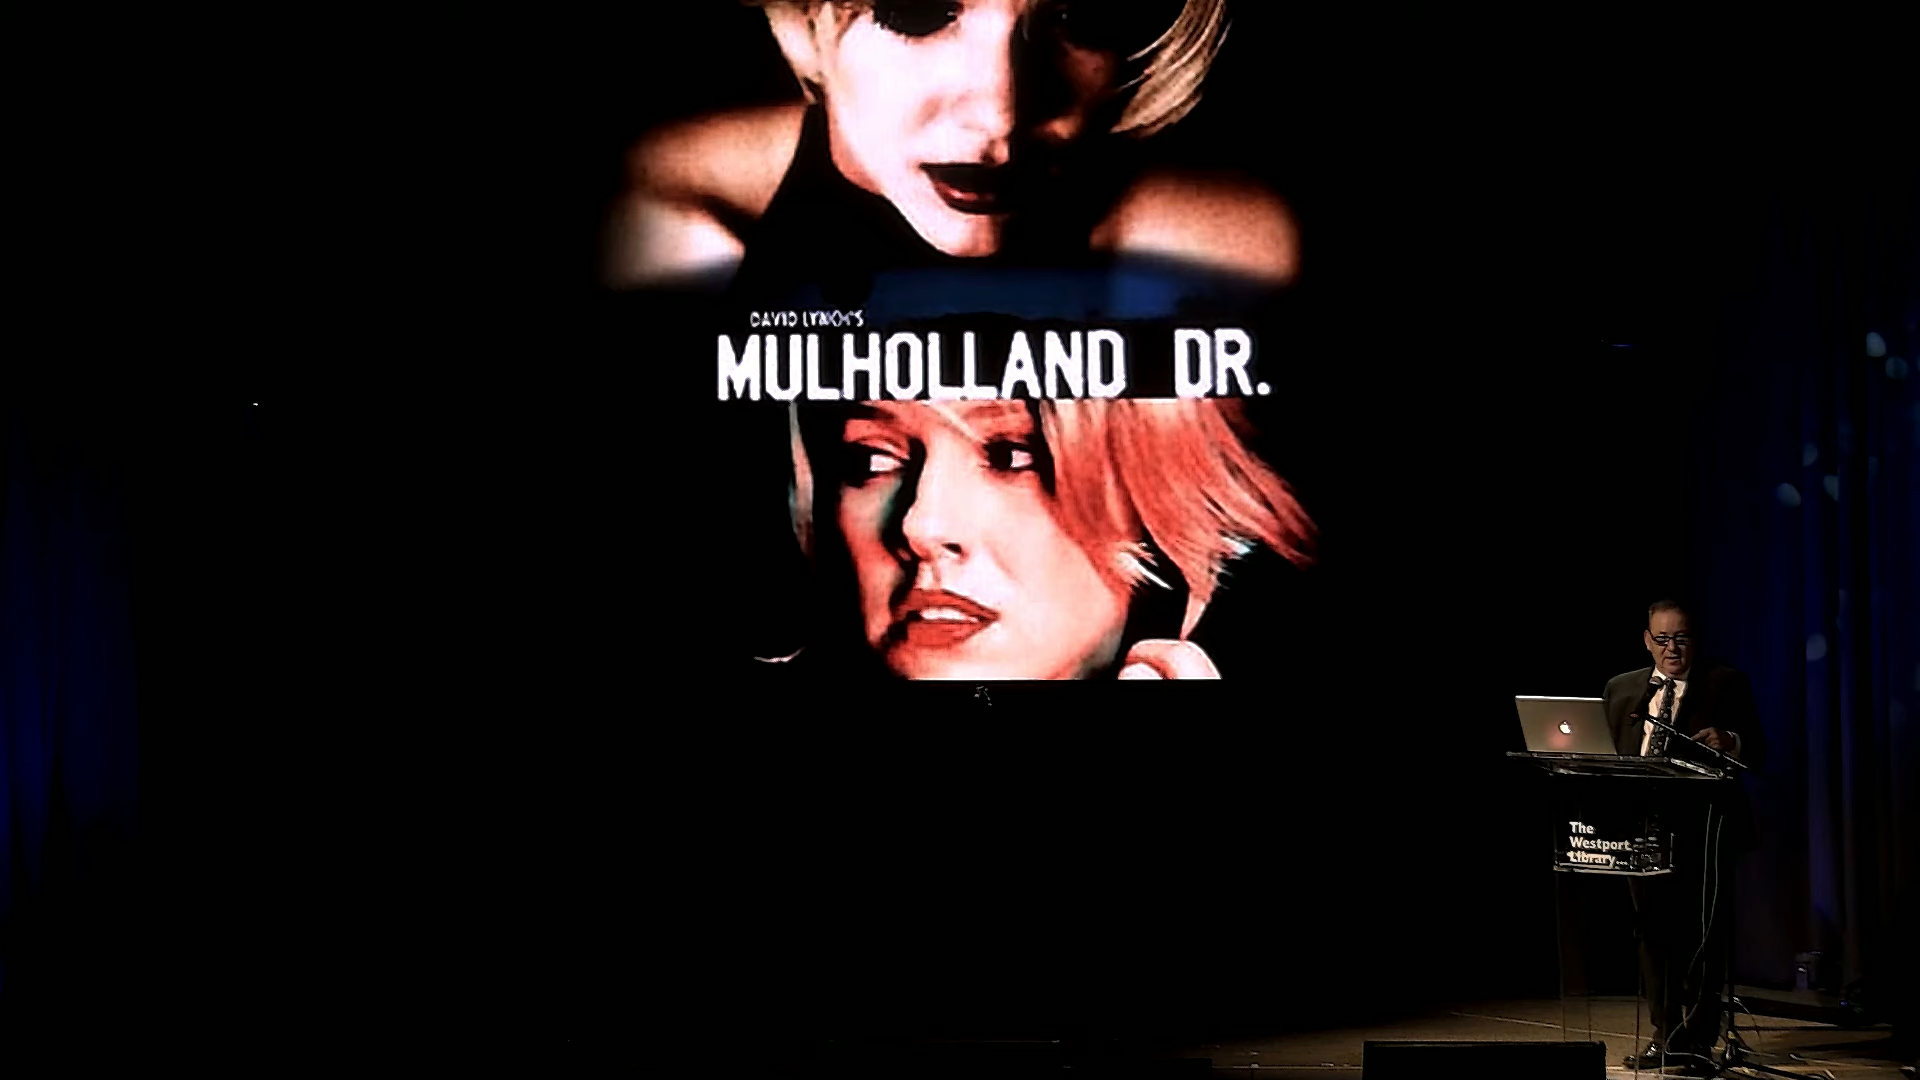 DAVID LYNCH'S
MULHOLLAND DR.
The
Westport
Library